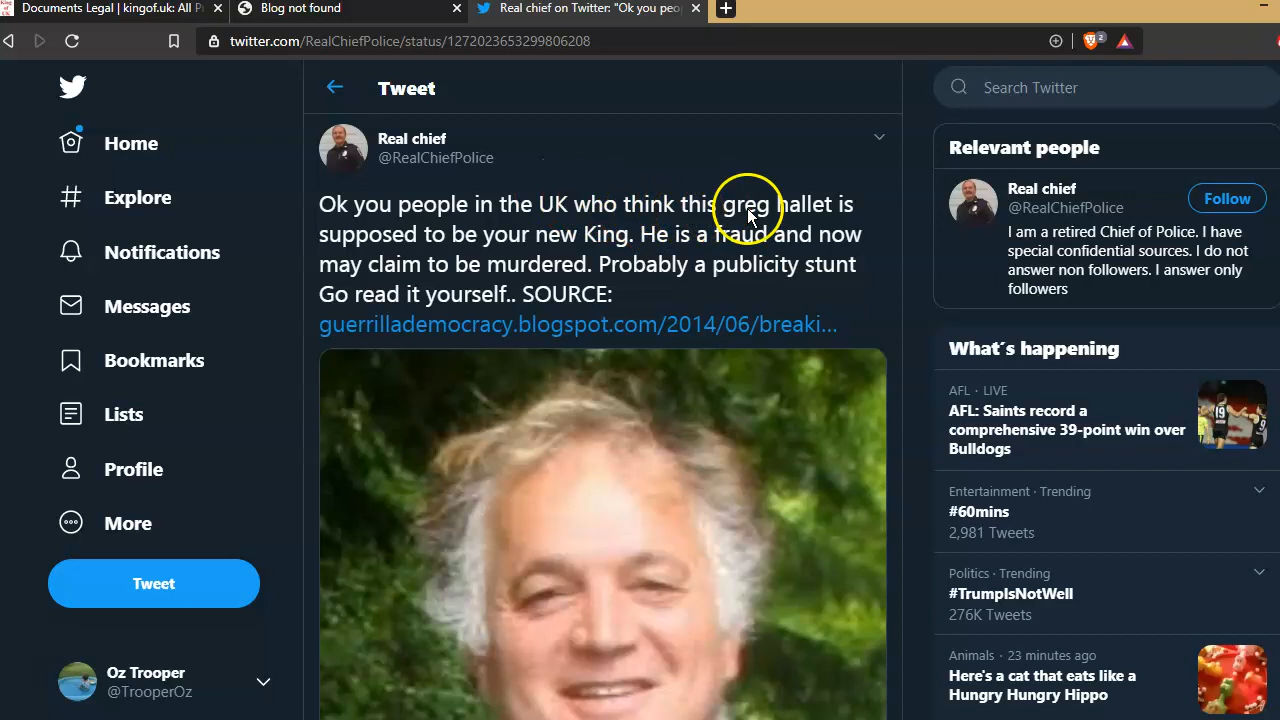 Documents Legal | kingof.uk: All P
Blog not found
Real chief on Twitter: "Ok you peo
twitter.com/RealChiefPolice/status/1272023653299806208
2
Home
Explore
Notifications
Messages
Bookmarks
Lists
Profile
More
Tweet
Oz Trooper
@TrooperOz
Tweet
Real chief
@RealChiefPolice
Ok you people in the UK who think this greg hallet is
supposed to be your new King. He is a fraud and now
may claim to be murdered. Probably a publicity stunt
Go read it yourself.. SOURCE:
guerrillademocracy.blogspot.com/2014/06/breaki...
Search Twitter
Relevant people
Real chief
@RealChiefPolice
Follow
I am a retired Chief of Police. I have
special confidential sources. I do not
answer non followers. I answer only
followers
What´s happening
AFL · LIVE
AFL: Saints record a
comprehensive 39-point win over
Bulldogs
Entertainment · Trending
#60mins
2,981 Tweets
Politics · Trending
#TrumpIsNotWell
276K Tweets
Animals · 23 minutes ago
Here's a cat that eats like a
Hungry Hungry Hippo